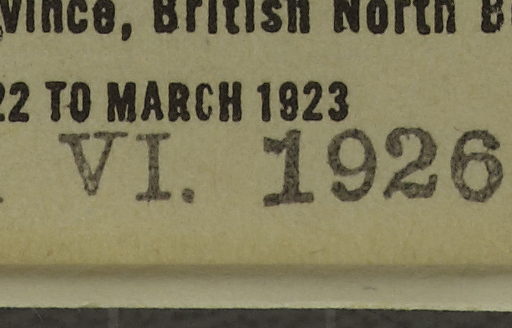 vince, British North B
22 TO MARCH 1923
VI. 1926